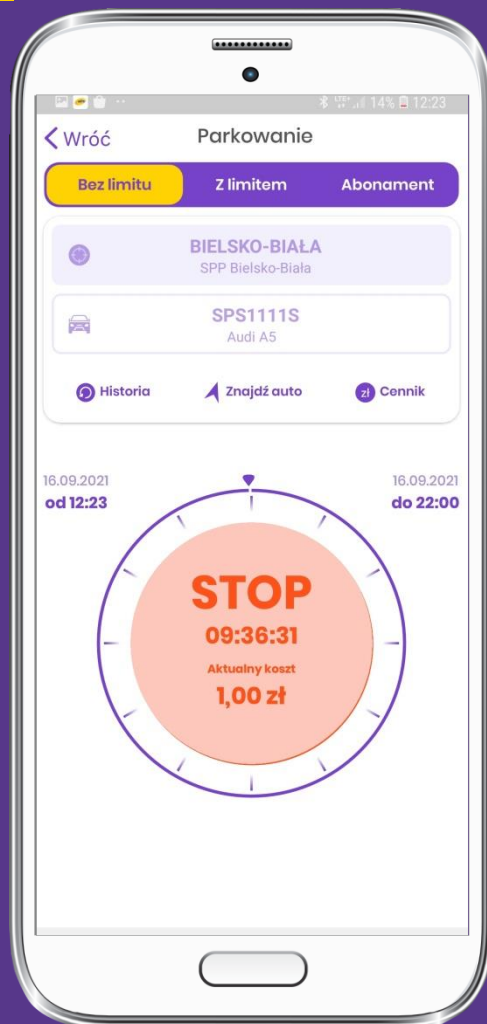 LTE+ 14% 12:23
Wróć Parkowanie
Bez limitu Z limitem Abonament
BIELSKO-BIAŁA
SPP Bielsko-Biała
SPS1111S
Audi A5
Historia Znajdź auto zł Cennik
16.09.2021 16.09.2021
od 12:23 do 22:00
STOP
09:36:31
Aktualny koszt
1,00 zł